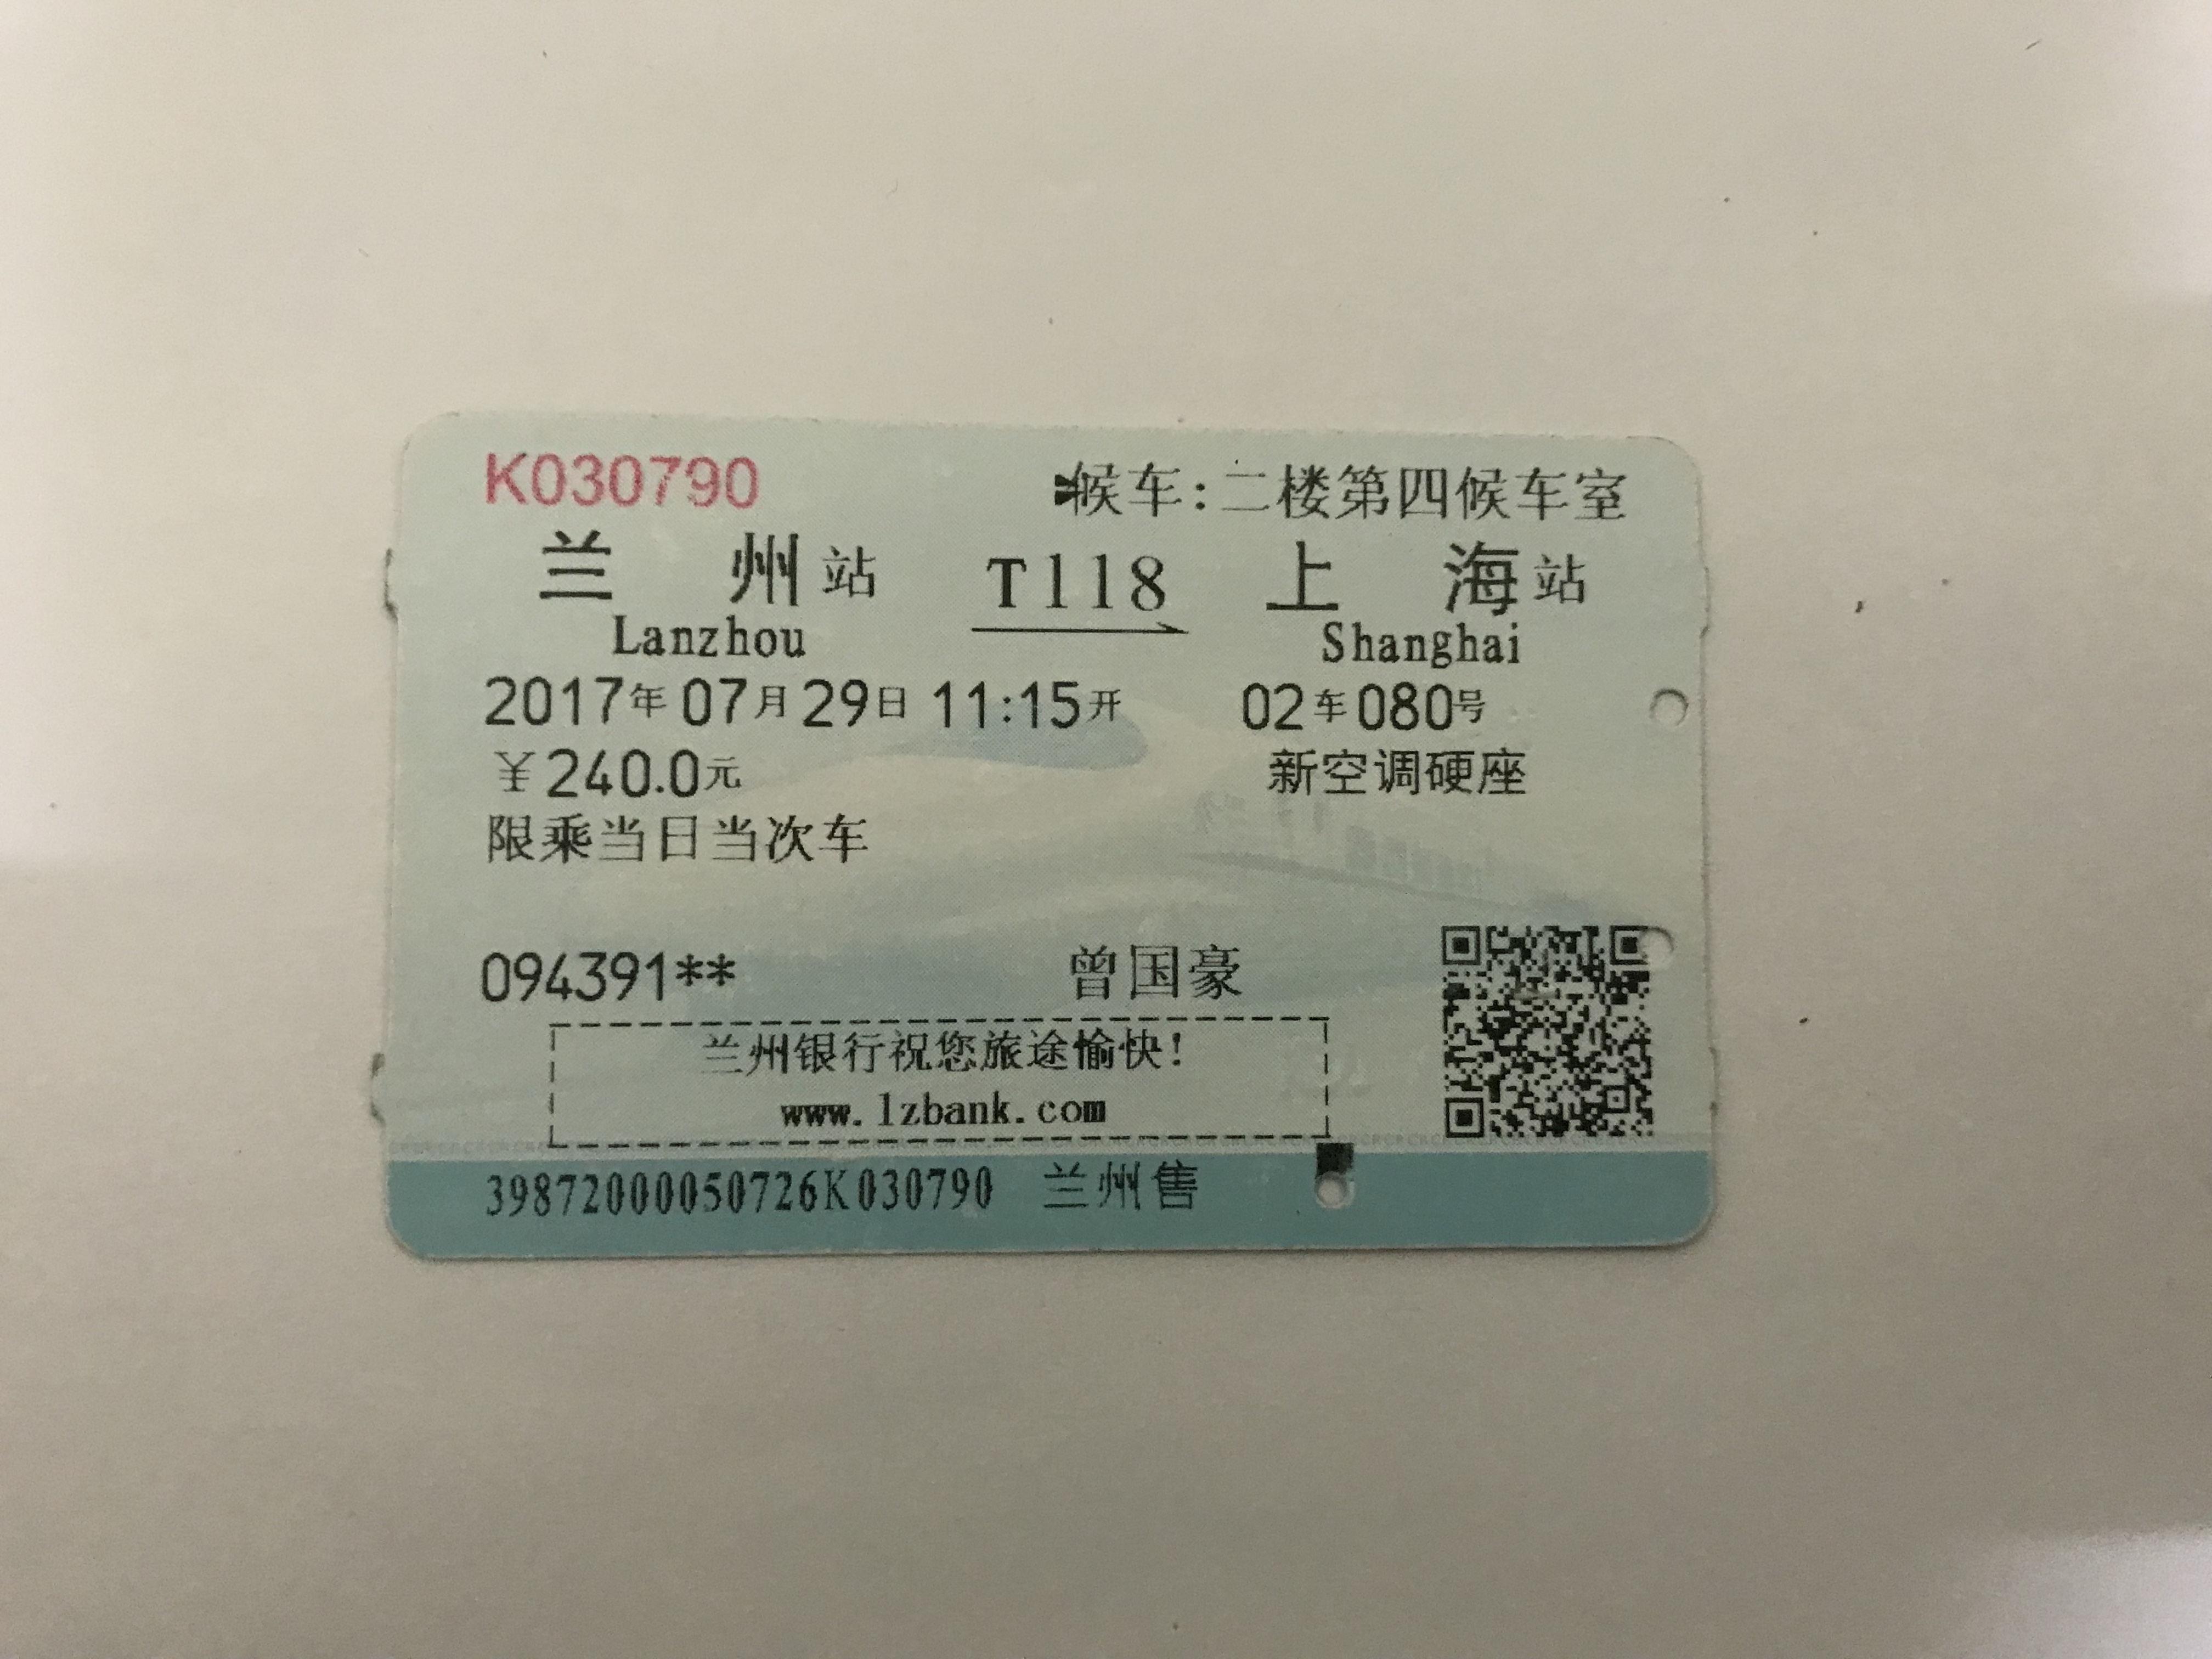 K030790 候车:二楼第四候车室
兰州站 T118 上海站
Lanzhou Shanghai
2017年07月29日11:15开 02车080号
¥240.0元 新空调硬座
限乘当日当次车
094391** 曾国豪
兰州银行祝您旅途愉快!
www.lzbank.com
39872000050726K030790 兰州售